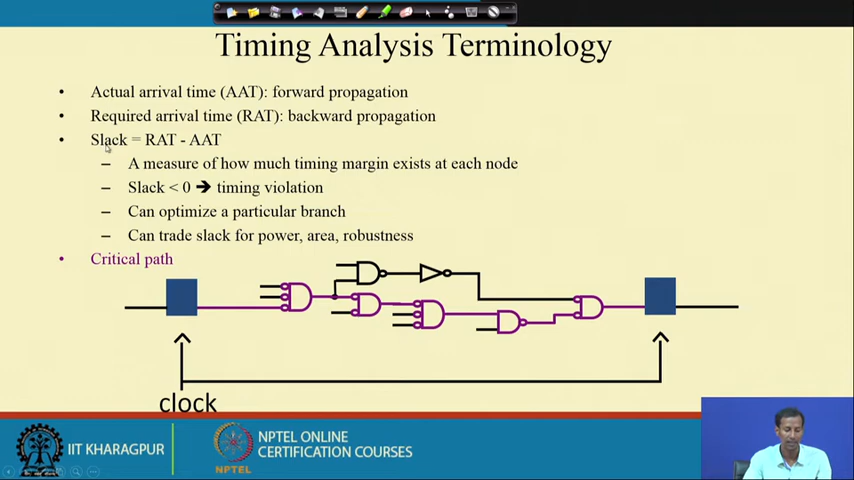 Timing Analysis Terminology
• Actual arrival time (AAT): forward propagation
• Required arrival time (RAT): backward propagation
• Slack = RAT - AAT
– A measure of how much timing margin exists at each node
– Slack < 0 ➔ timing violation
– Can optimize a particular branch
– Can trade slack for power, area, robustness
• Critical path
clock
IIT KHARAGPUR
NPTEL
NPTEL ONLINE
CERTIFICATION COURSES